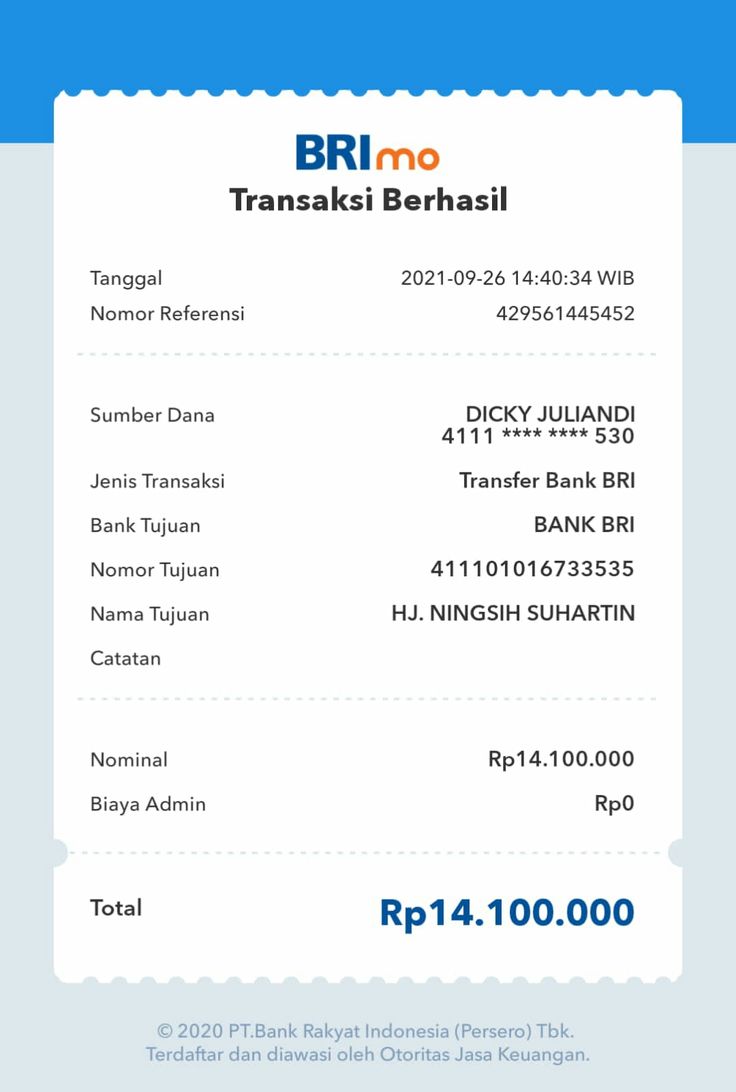 BRImo
Transaksi Berhasil
Tanggal 2021-09-26 14:40:34 WIB
Nomor Referensi 429561445452
Sumber Dana DICKY JULIANDI
4111 **** **** 530
Jenis Transaksi Transfer Bank BRI
Bank Tujuan BANK BRI
Nomor Tujuan 411101016733535
Nama Tujuan HJ. NINGSIH SUHARTIN
Catatan
Nominal Rp14.100.000
Biaya Admin Rp0
Total Rp14.100.000
© 2020 PT.Bank Rakyat Indonesia (Persero) Tbk.
Terdaftar dan diawasi oleh Otoritas Jasa Keuangan.